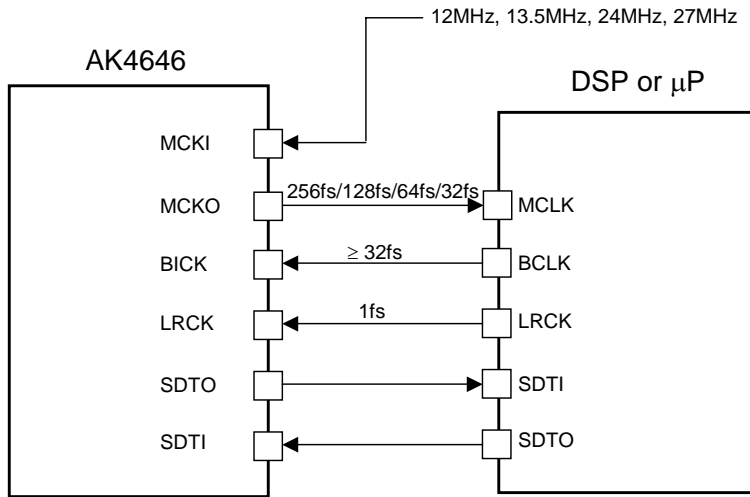 12MHz, 13.5MHz, 24MHz, 27MHz
AK4646
DSP or μP
MCKI
MCKO
256fs/128fs/64fs/32fs
MCLK
BICK
≥ 32fs
BCLK
LRCK
1fs
LRCK
SDTO
SDTI
SDTI
SDTO